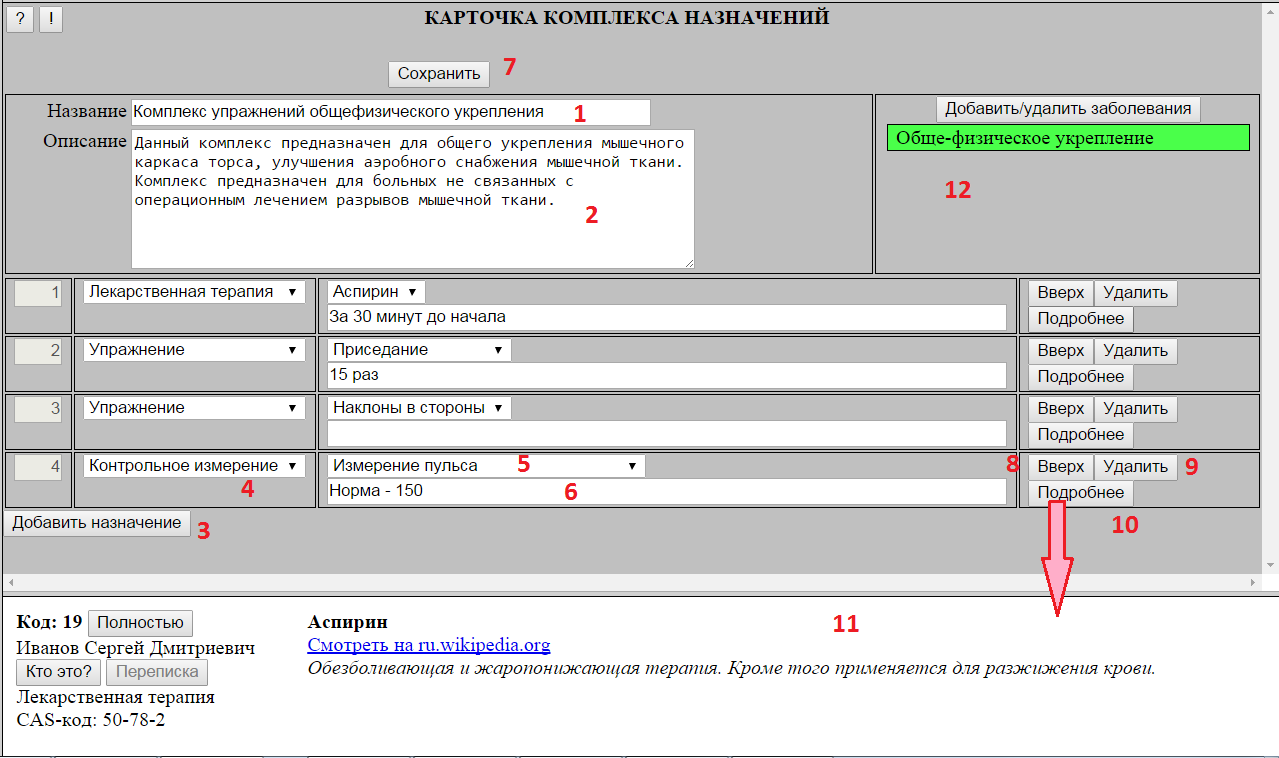 ? ! КАРТОЧКА КОМПЛЕКСА НАЗНАЧЕНИЙ
Сохранить 7
Название Комплекс упражнений общефизического укрепления 1
Описание Данный комплекс предназначен для общего укрепления мышечного
каркаса торса, улучшения аэробного снабжения мышечной ткани.
Комплекс предназначен для больных не связанных с
операционным лечением разрывов мышечной ткани.
2
Добавить/удалить заболевания
Обще-физическое укрепление
12
1 Лекарственная терапия Аспирин Вверх Удалить
За 30 минут до начала Подробнее
2 Упражнение Приседание Вверх Удалить
15 раз Подробнее
3 Упражнение Наклоны в стороны Вверх Удалить
Подробнее
4 Контрольное измерение Измерение пульса 5 8 Вверх Удалить 9
4 Норма - 150 6 Подробнее
Добавить назначение 3 10
Код: 19 Полностью
Иванов Сергей Дмитриевич
Кто это? Переписка
Лекарственная терапия
CAS-код: 50-78-2
Аспирин 11
Смотреть на ru.wikipedia.org
Обезболивающая и жаропонижающая терапия. Кроме того применяется для разжижения крови.